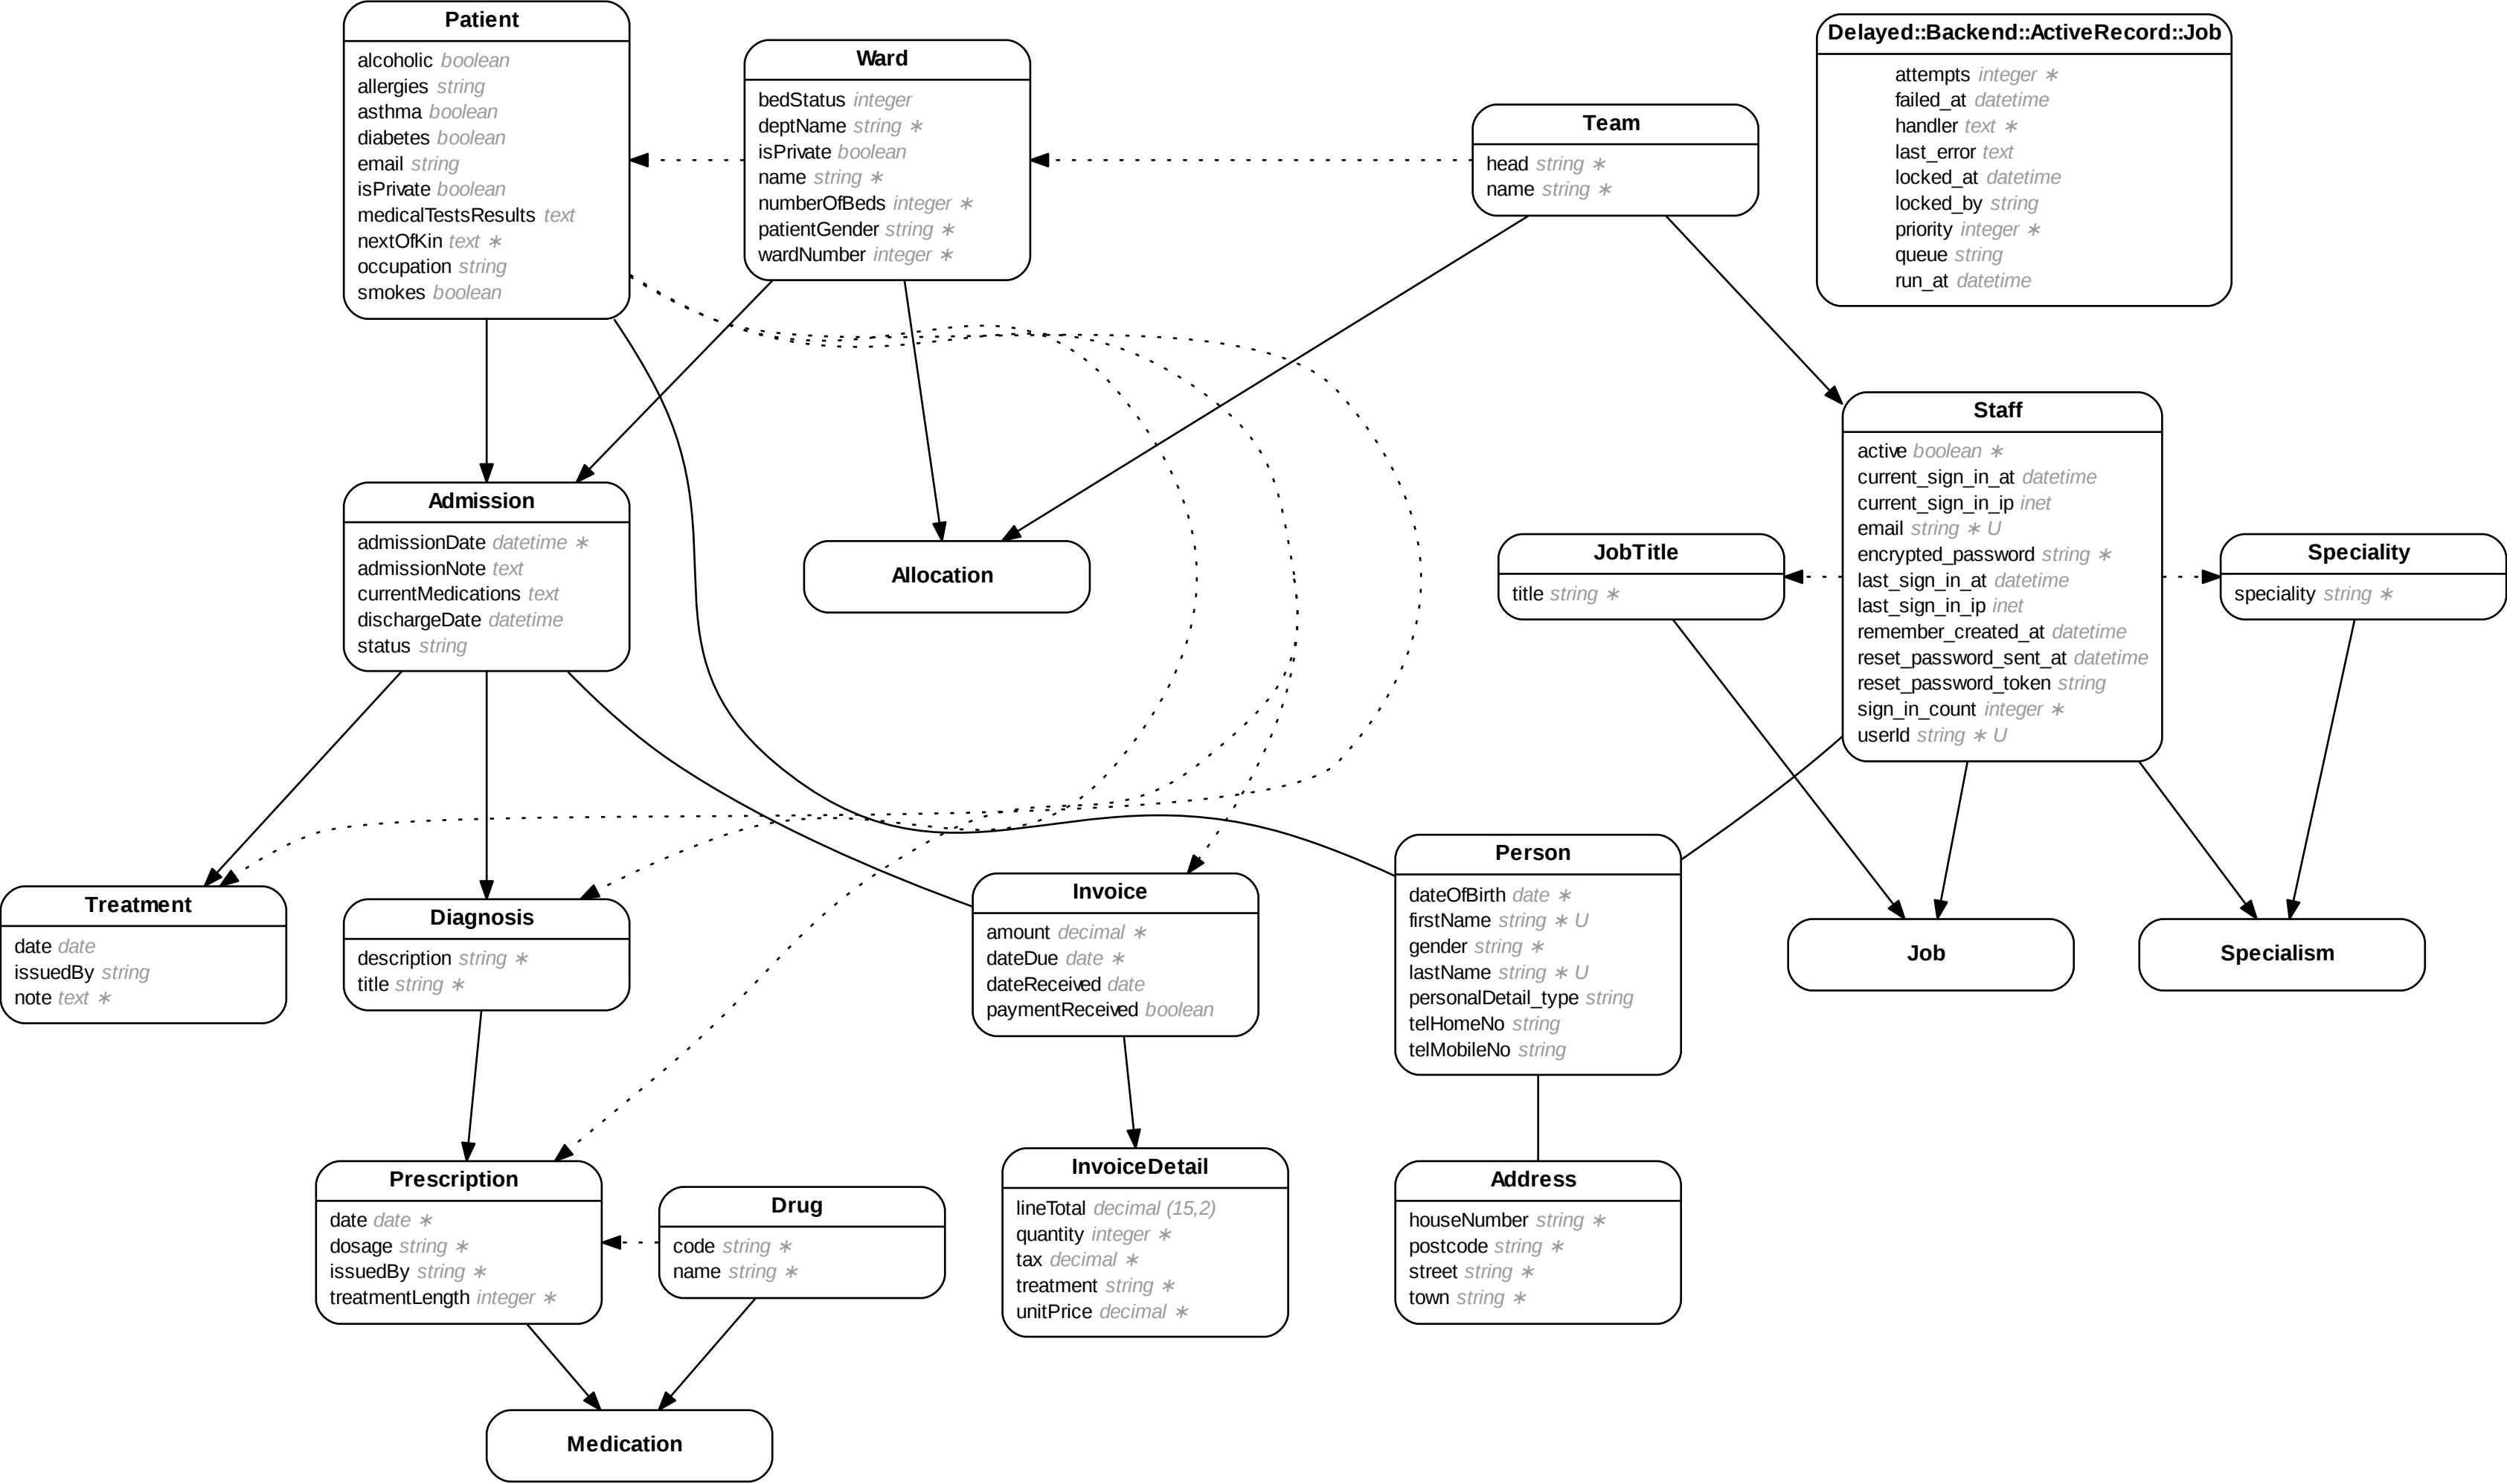 Patient
alcoholic boolean
allergies string
asthma boolean
diabetes boolean
email string
isPrivate boolean
medicalTestsResults text
nextOfKin text ∗
occupation string
smokes boolean
Ward
bedStatus integer
deptName string ∗
isPrivate boolean
name string ∗
numberOfBeds integer ∗
patientGender string ∗
wardNumber integer ∗
Team
head string ∗
name string ∗
Delayed::Backend::ActiveRecord::Job
attempts integer ∗
failed_at datetime
handler text ∗
last_error text
locked_at datetime
locked_by string
priority integer ∗
queue string
run_at datetime
Admission
admissionDate datetime ∗
admissionNote text
currentMedications text
dischargeDate datetime
status string
Allocation
JobTitle
title string ∗
Staff
active boolean ∗
current_sign_in_at datetime
current_sign_in_ip inet
email string ∗ U
encrypted_password string ∗
last_sign_in_at datetime
last_sign_in_ip inet
remember_created_at datetime
reset_password_sent_at datetime
reset_password_token string
sign_in_count integer ∗
userId string ∗ U
Speciality
speciality string ∗
Treatment
date date
issuedBy string
note text ∗
Diagnosis
description string ∗
title string ∗
Invoice
amount decimal ∗
dateDue date ∗
dateReceived date
paymentReceived boolean
Person
dateOfBirth date ∗
firstName string ∗ U
gender string ∗
lastName string ∗ U
personalDetail_type string
telHomeNo string
telMobileNo string
Job
Specialism
Prescription
date date ∗
dosage string ∗
issuedBy string ∗
treatmentLength integer ∗
Drug
code string ∗
name string ∗
InvoiceDetail
lineTotal decimal (15,2)
quantity integer ∗
tax decimal ∗
treatment string ∗
unitPrice decimal ∗
Address
houseNumber string ∗
postcode string ∗
street string ∗
town string ∗
Medication